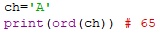 ch='A'
print(ord(ch)) # 65